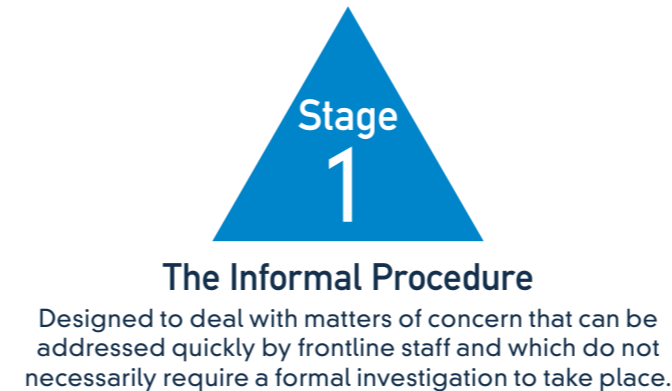 Stage
1
The Informal Procedure
Designed to deal with matters of concern that can be
addressed quickly by frontline staff and which do not
necessarily require a formal investigation to take place.